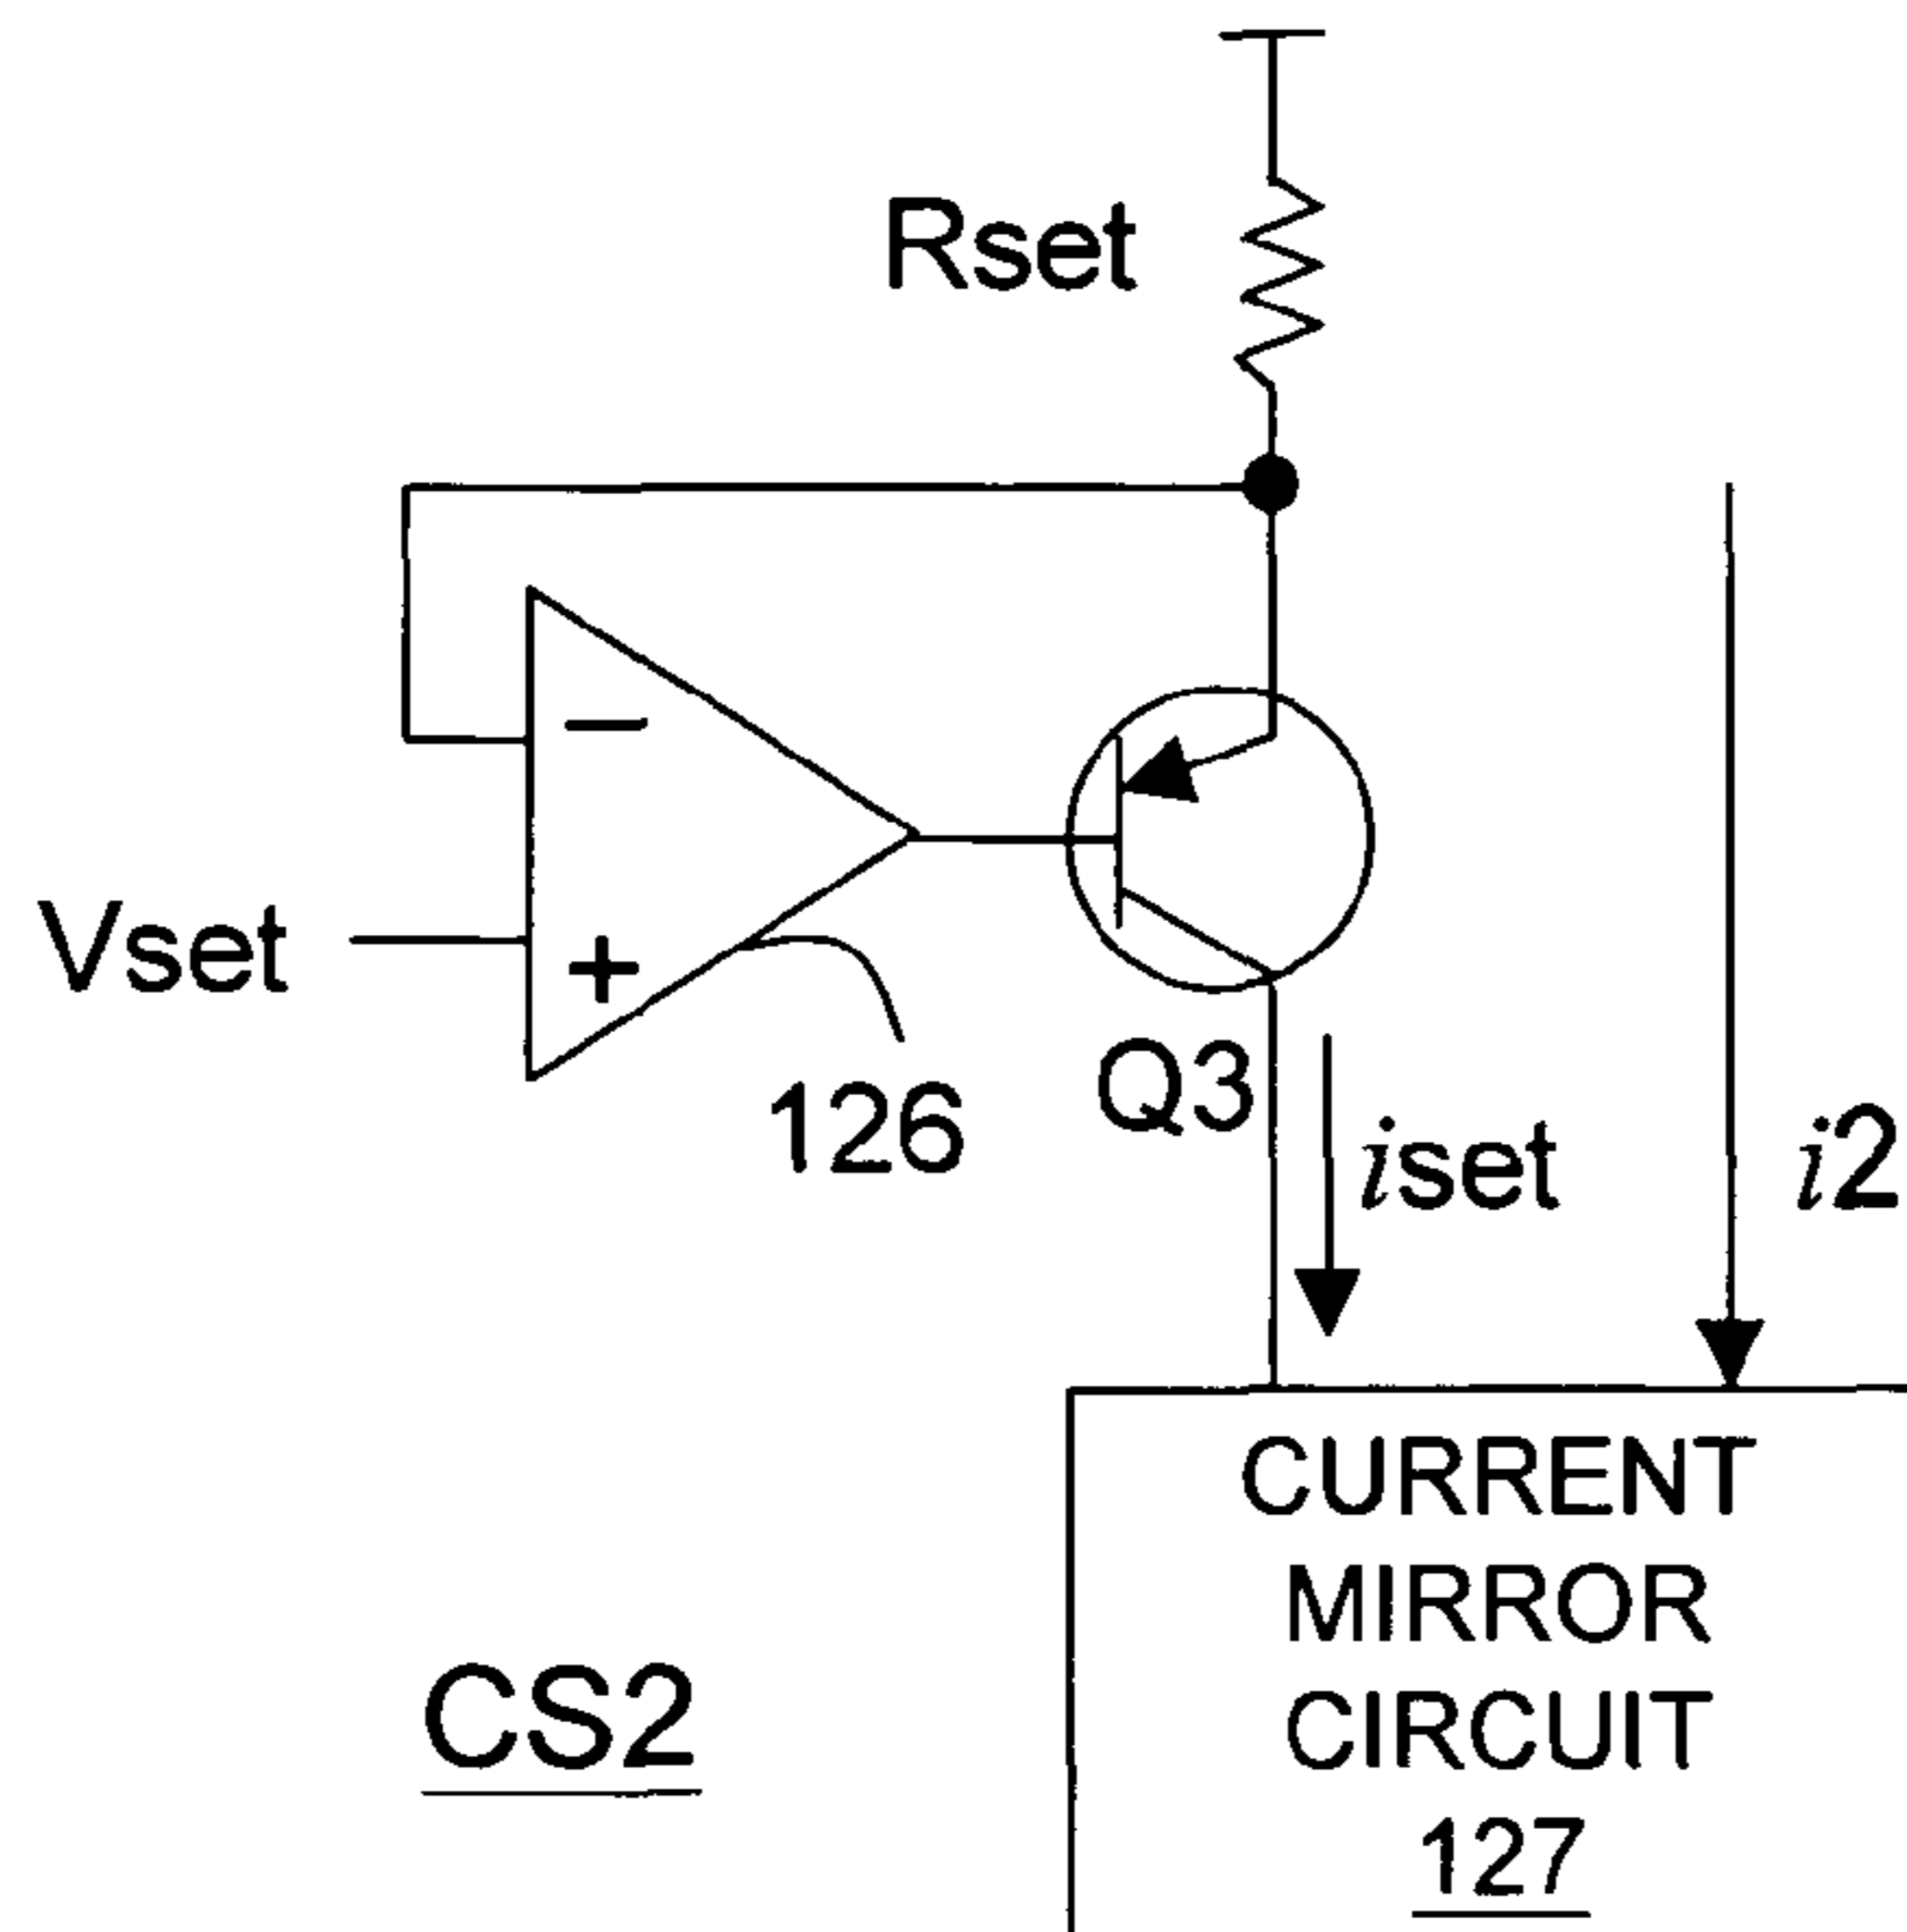 Rset
−
Vset
+
126
Q3
iset
i2
CURRENT
MIRROR
CIRCUIT
127
CS2